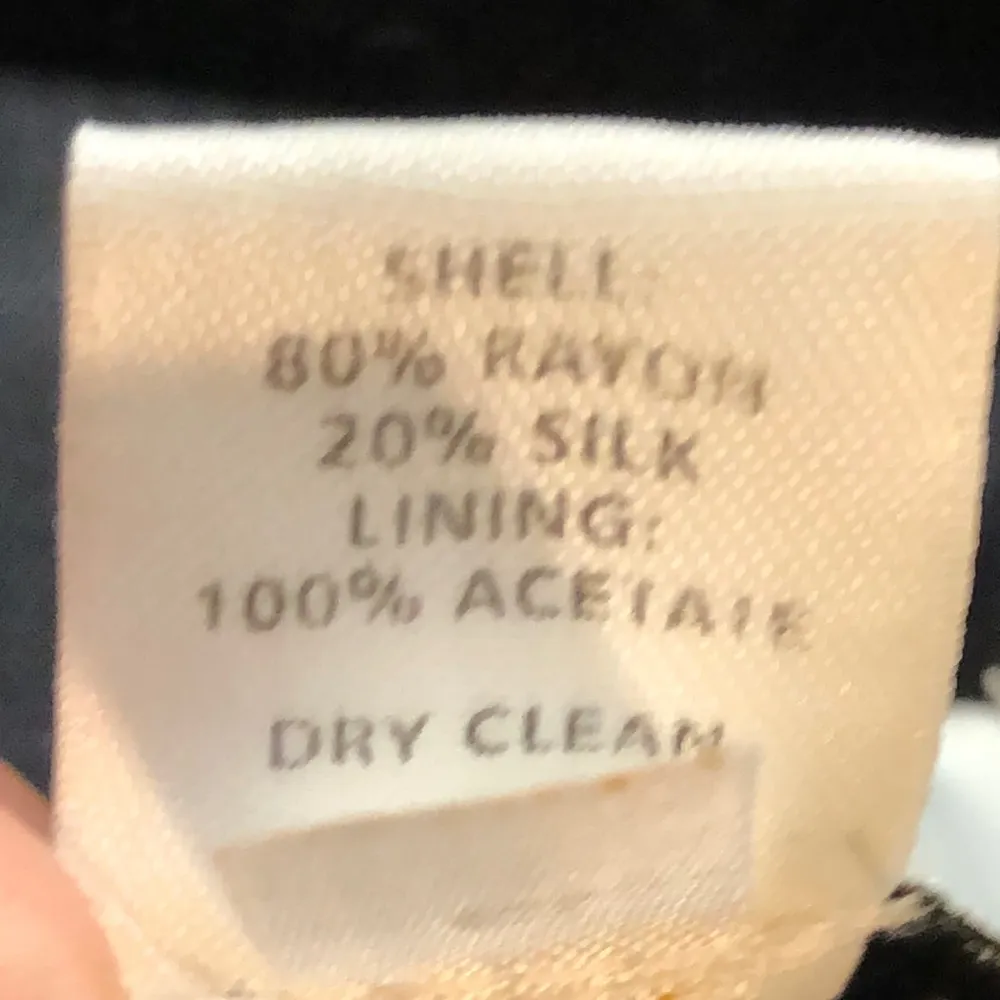 SHELL:
80% RAYON
20% SILK
LINING:
100% ACETATE
DRY CLEAN